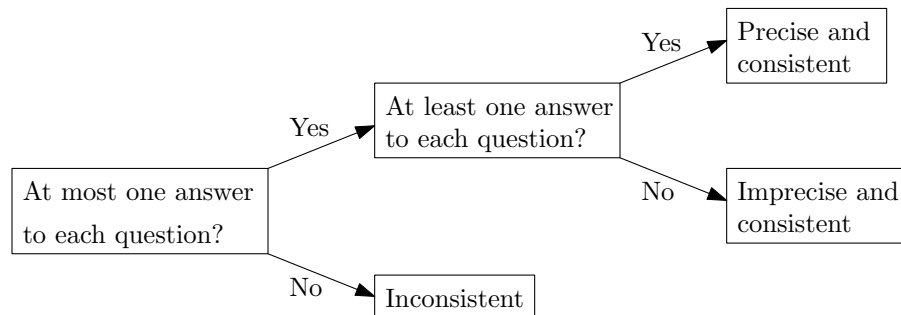 At most one answer
to each question?
Yes
No
At least one answer
to each question?
Inconsistent
Yes
No
Precise and
consistent
Imprecise and
consistent